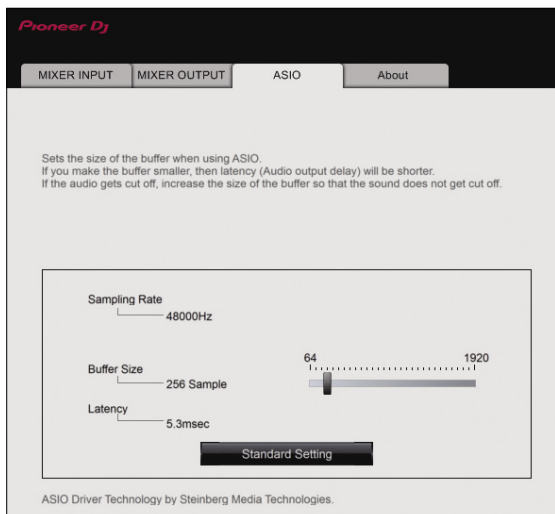 Pioneer Dj
MIXER INPUT MIXER OUTPUT ASIO About
Sets the size of the buffer when using ASIO.
If you make the buffer smaller, then latency (Audio output delay) will be shorter.
If the audio gets cut off, increase the size of the buffer so that the sound does not get cut off.
Sampling Rate
48000Hz
64 1920
Buffer Size
256 Sample
Latency
5.3msec
Standard Setting
ASIO Driver Technology by Steinberg Media Technologies.